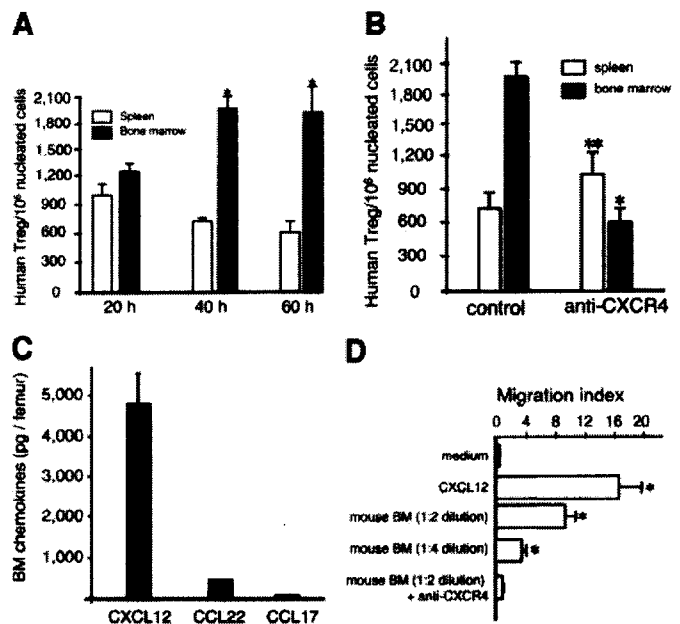 A
Human Treg/10⁶ nucleated cells
2,100
1,800
1,500
1,200
900
600
300
0
Spleen
Bone marrow
*
*
20 h
40 h
60 h
B
Human Treg/10⁶ nucleated cells
2,100
1,800
1,500
1,200
900
600
300
0
spleen
bone marrow
**
*
control
anti-CXCR4
C
BM chemokines (pg / femur)
5,000
4,000
3,000
2,000
1,000
CXCL12
CCL22
CCL17
D
Migration index
0 4 8 12 16 20
medium
CXCL12
*
mouse BM (1:2 dilution)
*
mouse BM (1:4 dilution)
*
mouse BM (1:2 dilution)
+ anti-CXCR4